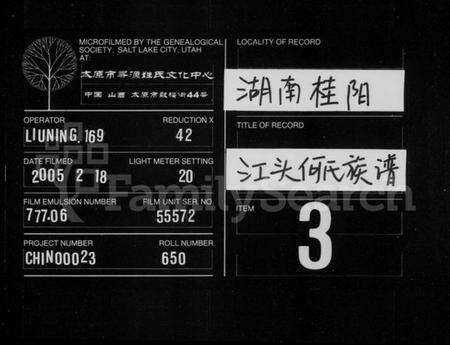 MICROFILMED BY THE GENEALOGICAL
SOCIETY, SALT LAKE CITY, UTAH
AT
太原市寻源姓氏文化中心
中国 山西 太原市鼓楼街44号
OPERATOR REDUCTION X
LIUNING, 169 42
DATE FILMED LIGHT METER SETTING
2005 2 18 20
FILM EMULSION NUMBER FILM UNIT SER. NO
777-06 55572
PROJECT NUMBER ROLL NUMBER
CHIN00023 650
LOCALITY OF RECORD
湖南桂阳
TITLE OF RECORD
江头何氏族谱
ITEM
3
FamilySearch